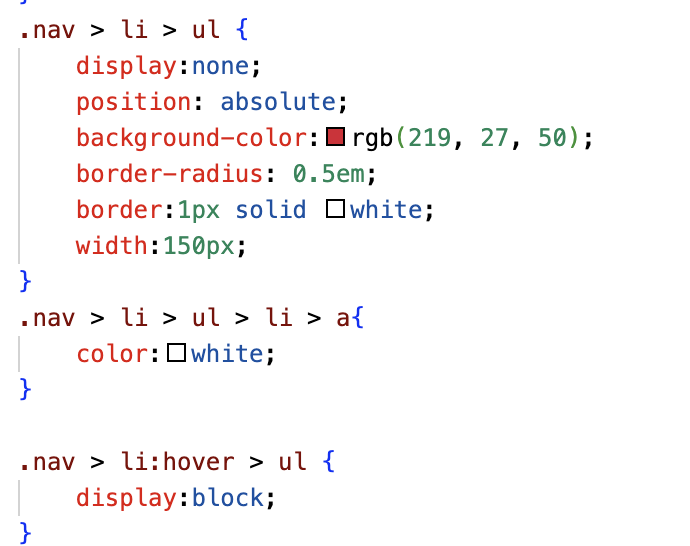 }
.nav > li > ul {
    display:none;
    position: absolute;
    background-color:rgb(219, 27, 50);
    border-radius: 0.5em;
    border:1px solid white;
    width:150px;
}
.nav > li > ul > li > a{
    color:white;
}

.nav > li:hover > ul {
    display:block;
}